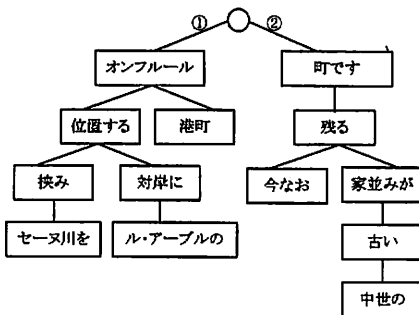 ① ②
オンフルール 町です
位置する 港町 残る
挟み 対岸に 今なお 家並みが
セーヌ川を ル・アーブルの 古い
中世の